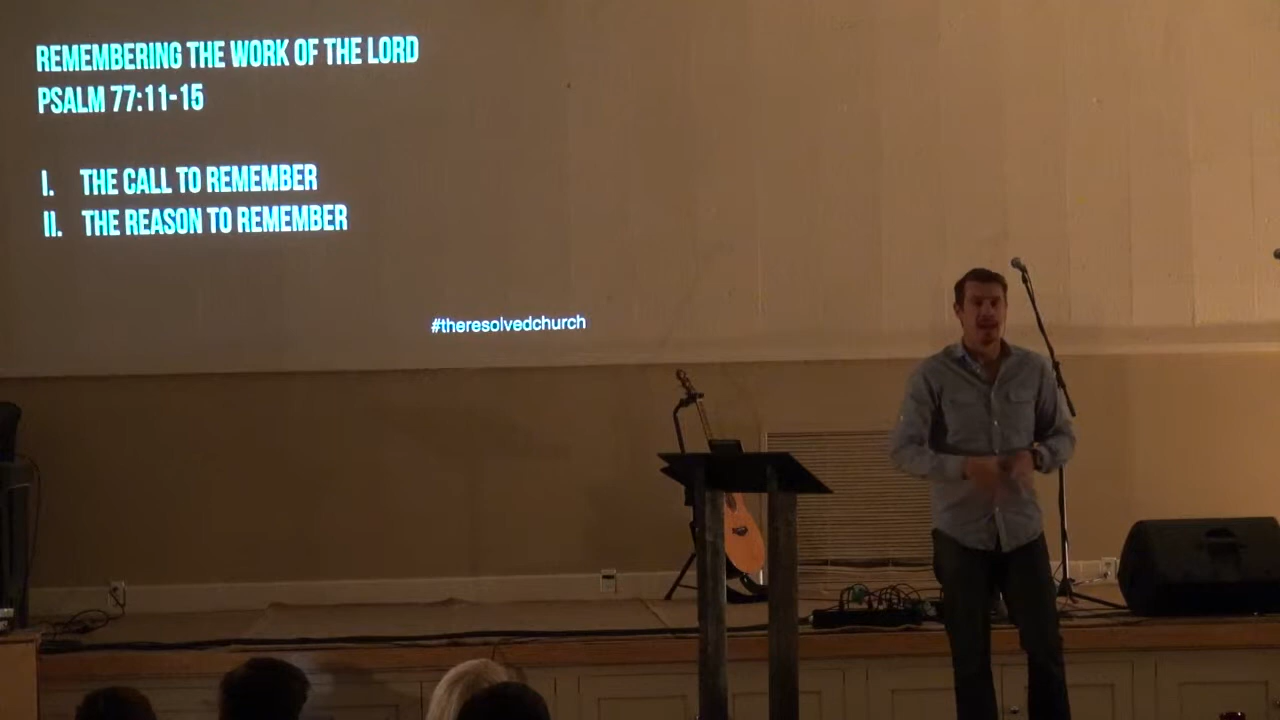 REMEMBERING THE WORK OF THE LORD
PSALM 77:11-15
I. THE CALL TO REMEMBER
II. THE REASON TO REMEMBER
#theresolvedchurch